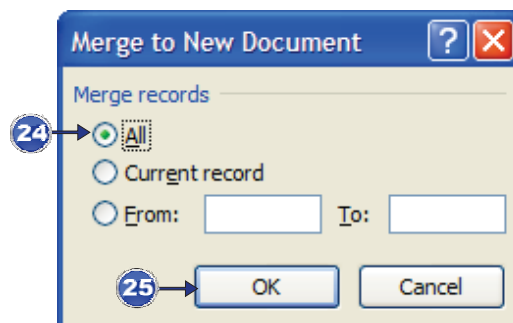 Merge to New Document ?
Merge records
24 All
Current record
From: To:
25 OK Cancel